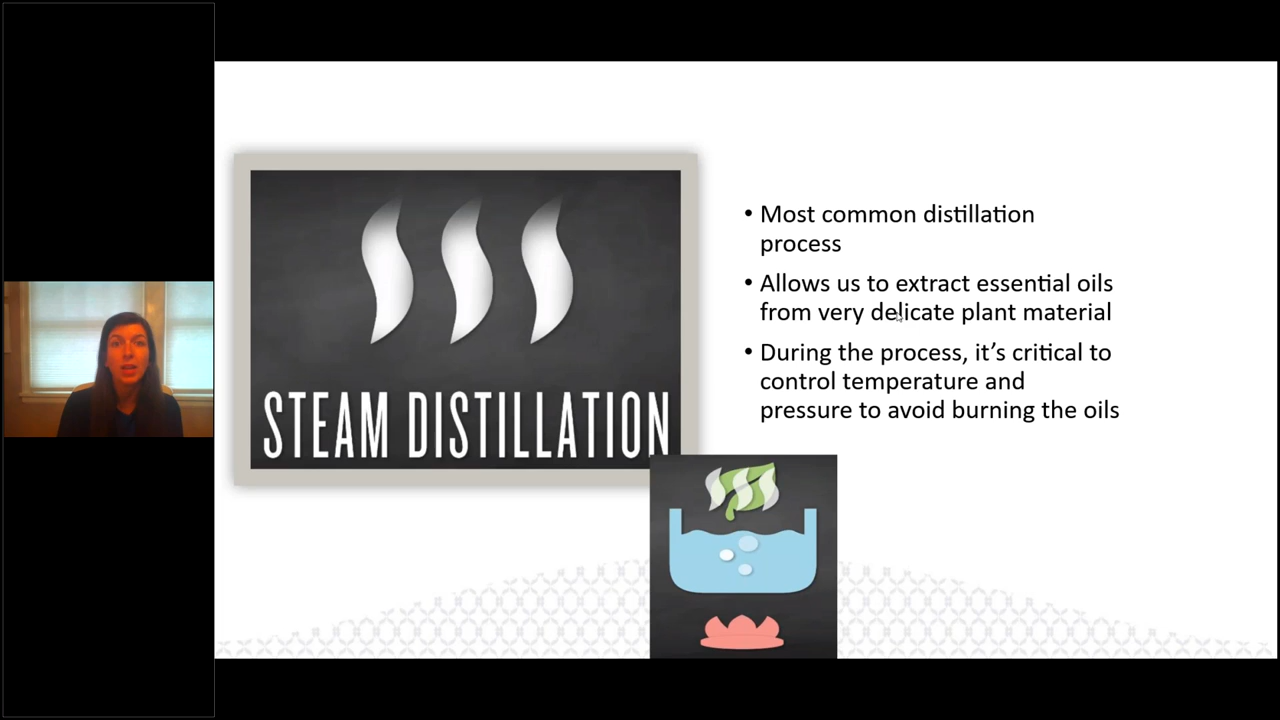 STEAM DISTILLATION
• Most common distillation
process
• Allows us to extract essential oils
from very delicate plant material
• During the process, it’s critical to
control temperature and
pressure to avoid burning the oils